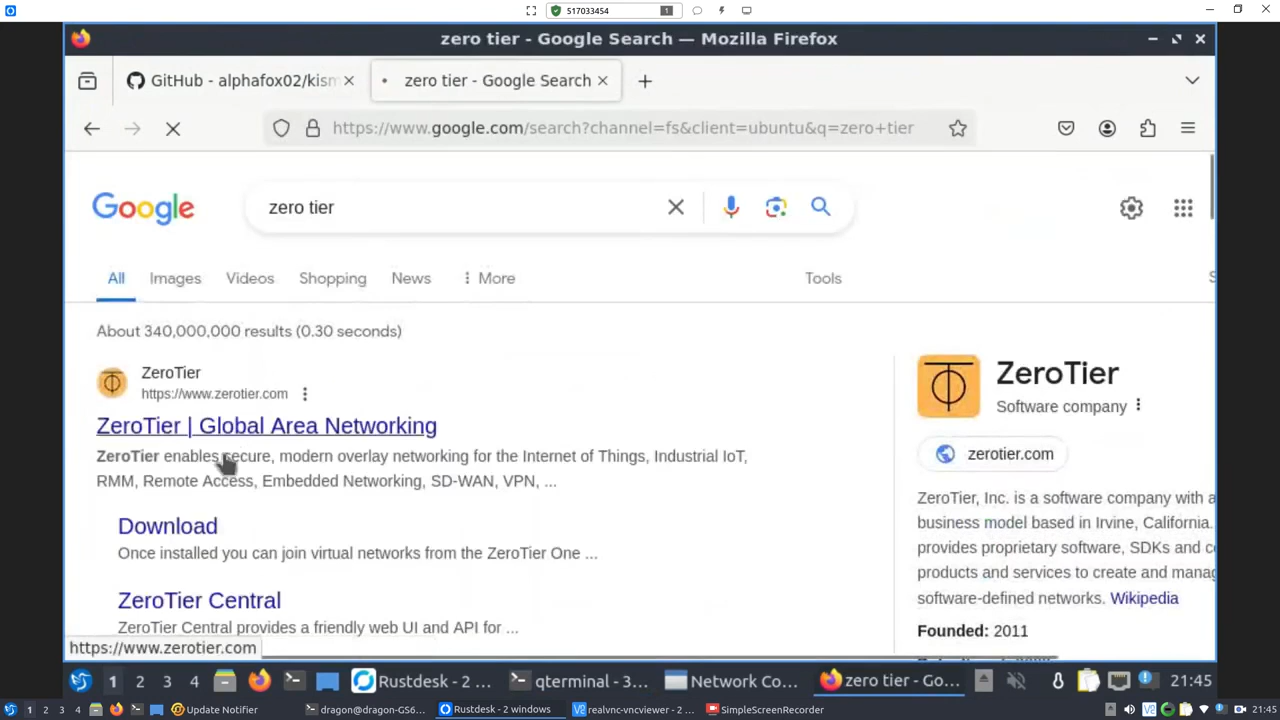 517033454
1
zero tier - Google Search — Mozilla Firefox
GitHub - alphafox02/kism
zero tier - Google Search
https://www.google.com/search?channel=fs&client=ubuntu&q=zero+tier
Google
zero tier
All
Images
Videos
Shopping
News
More
Tools
About 340,000,000 results (0.30 seconds)
ZeroTier
https://www.zerotier.com
ZeroTier | Global Area Networking
ZeroTier enables secure, modern overlay networking for the Internet of Things, Industrial IoT,
RMM, Remote Access, Embedded Networking, SD-WAN, VPN, ...
Download
Once installed you can join virtual networks from the ZeroTier One ...
ZeroTier Central
ZeroTier Central provides a friendly web UI and API for ...
https://www.zerotier.com
ZeroTier
Software company
zerotier.com
ZeroTier, Inc. is a software company with a
business model based in Irvine, California.
provides proprietary software, SDKs and co
products and services to create and manag
software-defined networks. Wikipedia
Founded: 2011
1 2 3 4
Rustdesk - 2 ...
qterminal - 3...
Network Co...
zero tier - Go...
21:45
1 2 3 4
Update Notifier
dragon@dragon-GS6...
Rustdesk - 2 windows
realvnc-vncviewer - 2 ...
SimpleScreenRecorder
21:45